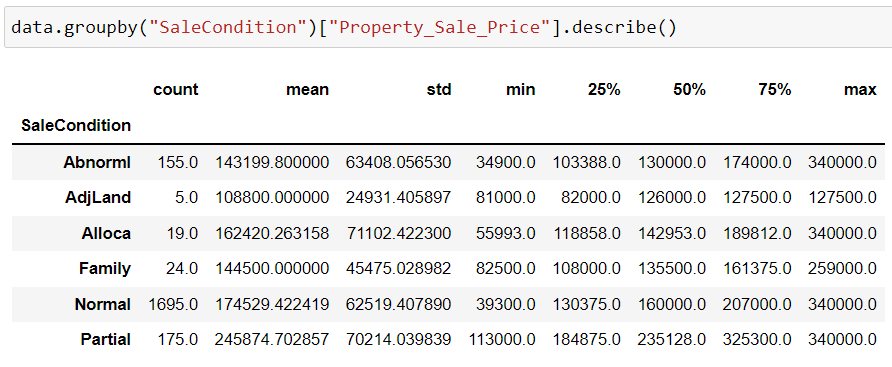 data.groupby("SaleCondition")["Property_Sale_Price"].describe()
count mean std min 25% 50% 75% max
SaleCondition
Abnorml 155.0 143199.800000 63408.056530 34900.0 103388.0 130000.0 174000.0 340000.0
AdjLand 5.0 108800.000000 24931.405897 81000.0 82000.0 126000.0 127500.0 127500.0
Alloca 19.0 162420.263158 71102.422300 55993.0 118858.0 142953.0 189812.0 340000.0
Family 24.0 144500.000000 45475.028982 82500.0 108000.0 135500.0 161375.0 259000.0
Normal 1695.0 174529.422419 62519.407890 39300.0 130375.0 160000.0 207000.0 340000.0
Partial 175.0 245874.702857 70214.039839 113000.0 184875.0 235128.0 325300.0 340000.0